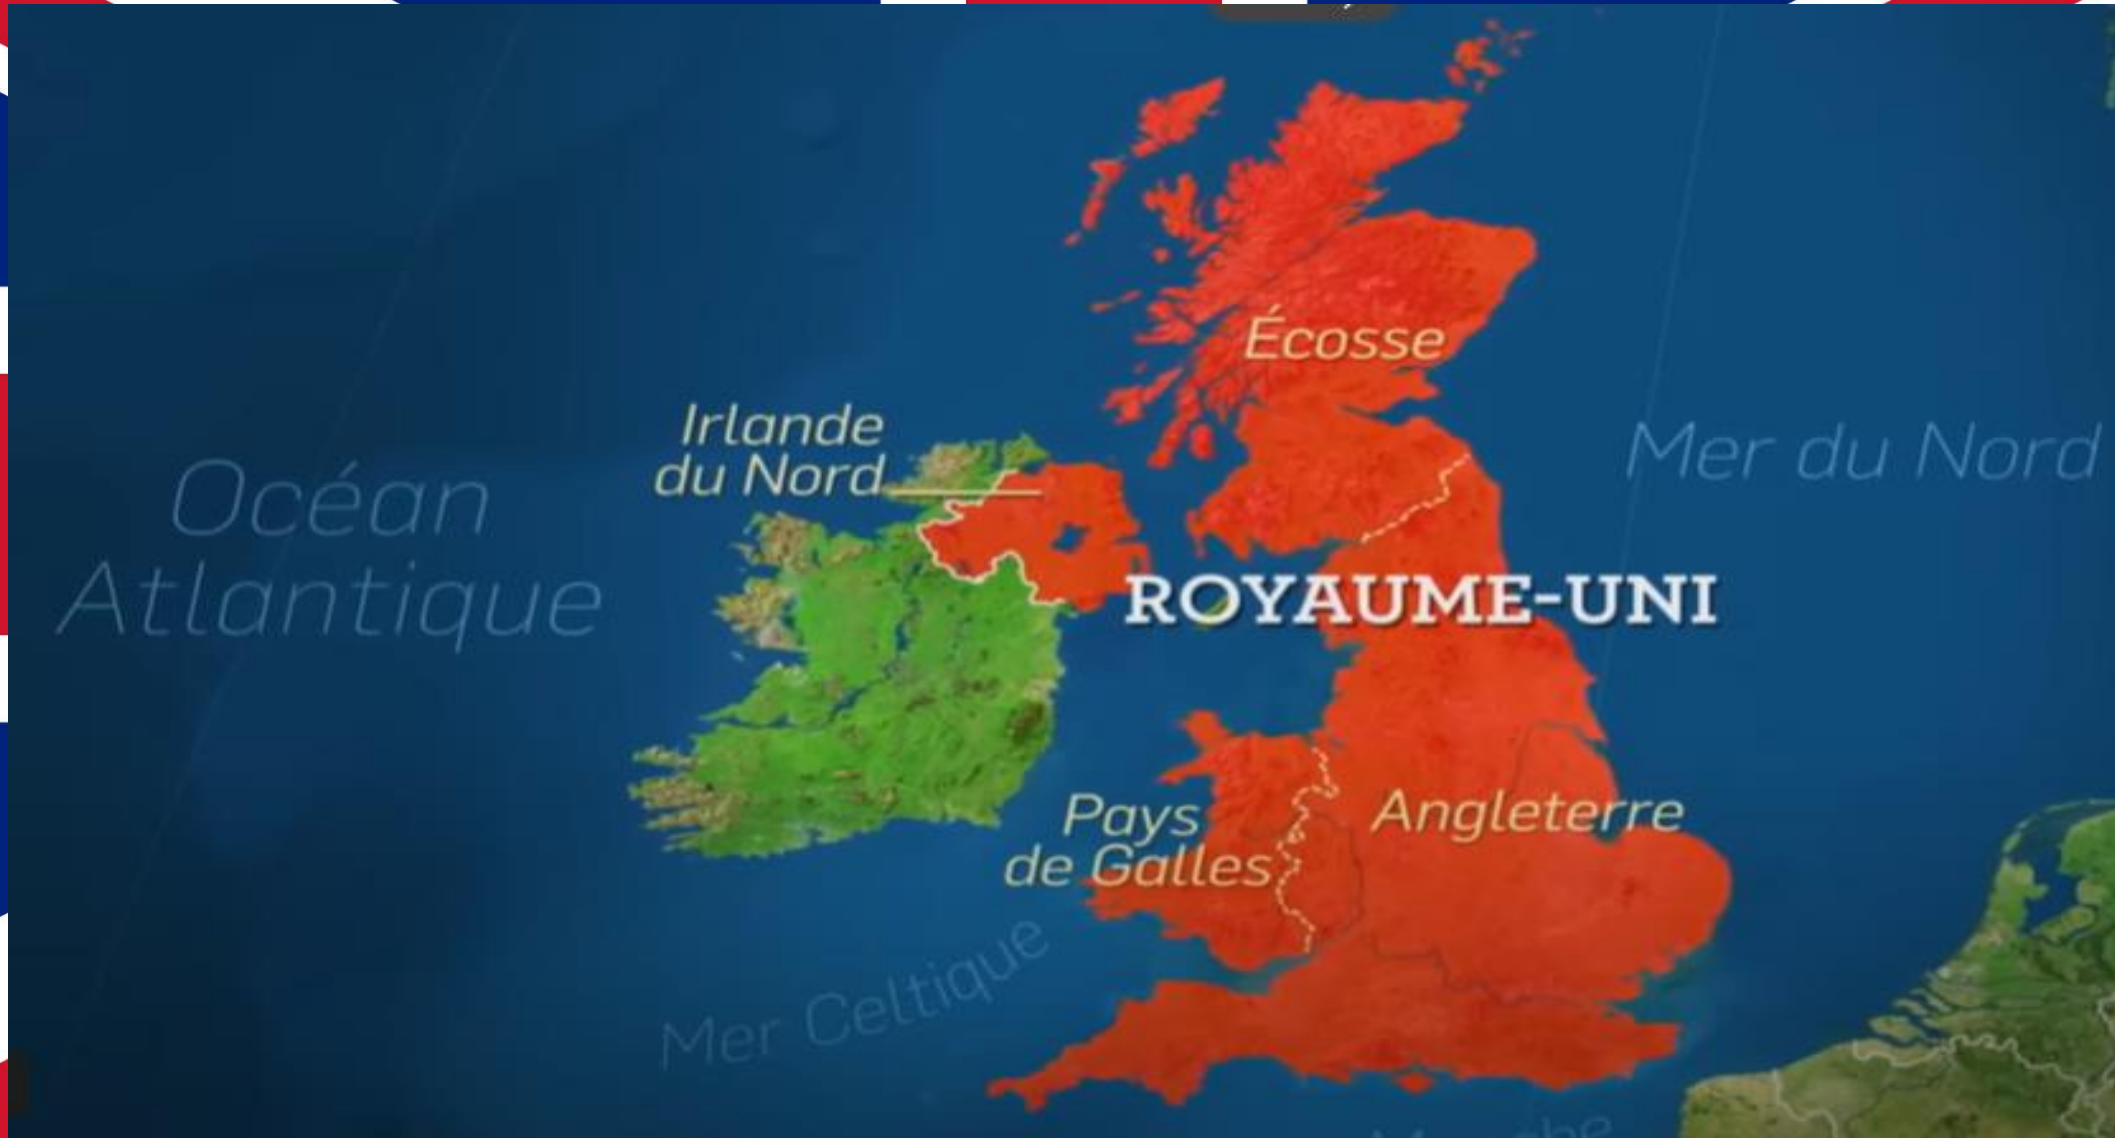 Écosse
Irlande
du Nord
Mer du Nord
Océan
Atlantique
ROYAUME-UNI
Pays
de Galles
Angleterre
Mer Celtique